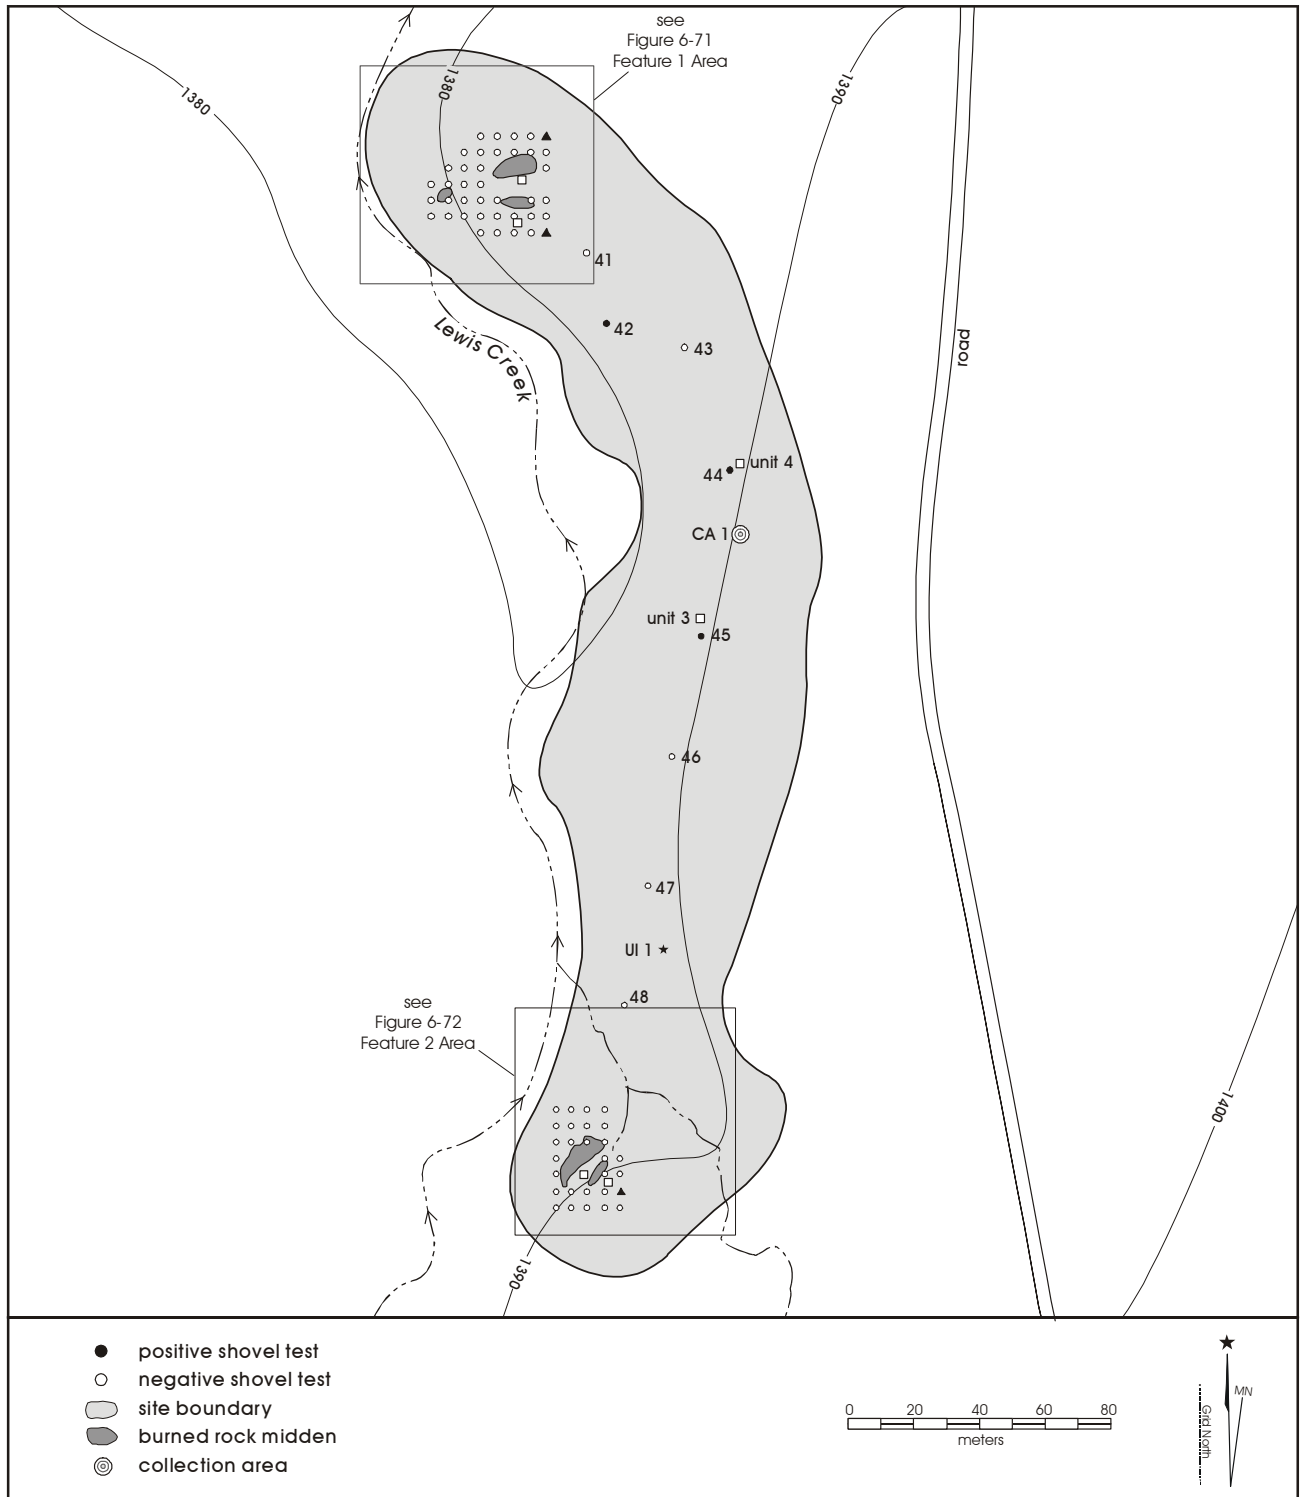 see
Figure 6-71
Feature 1 Area
1380
1380
1390
41
42
43
Lewis Creek
road
44
unit 4
CA 1
unit 3
45
46
47
UI 1
48
see
Figure 6-72
Feature 2 Area
1400
1390
positive shovel test
negative shovel test
site boundary
burned rock midden
collection area
0 20 40 60 80
meters
MN
Grid North